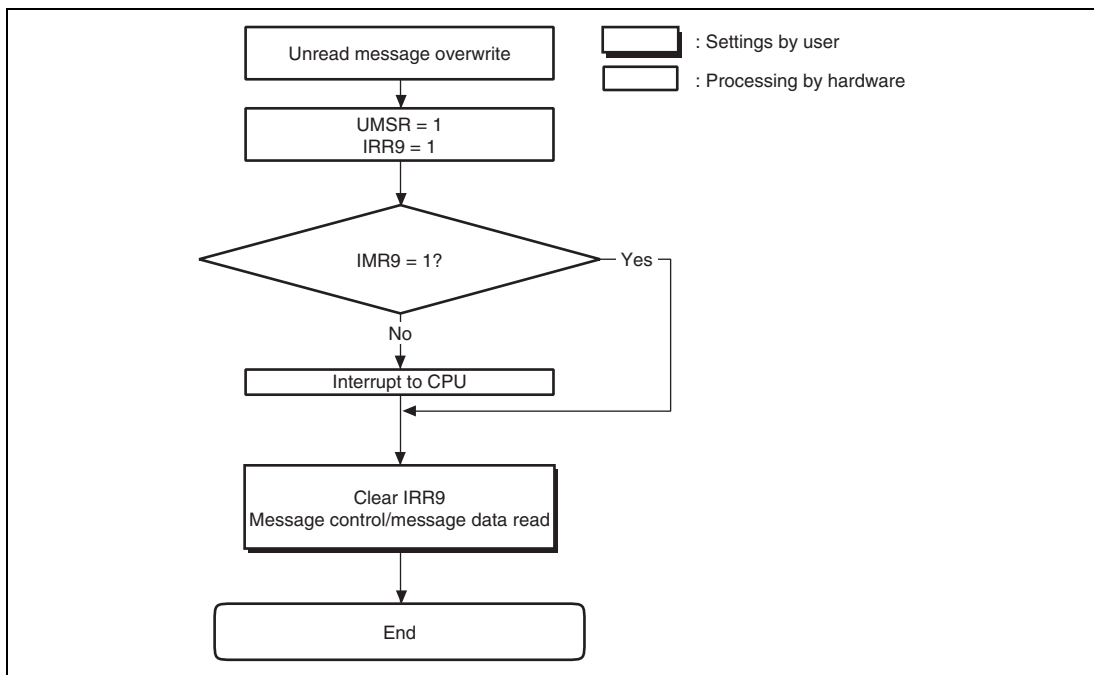 Unread message overwrite
: Settings by user
: Processing by hardware
UMSR = 1
IRR9 = 1
IMR9 = 1?
Yes
No
Interrupt to CPU
Clear IRR9
Message control/message data read
End